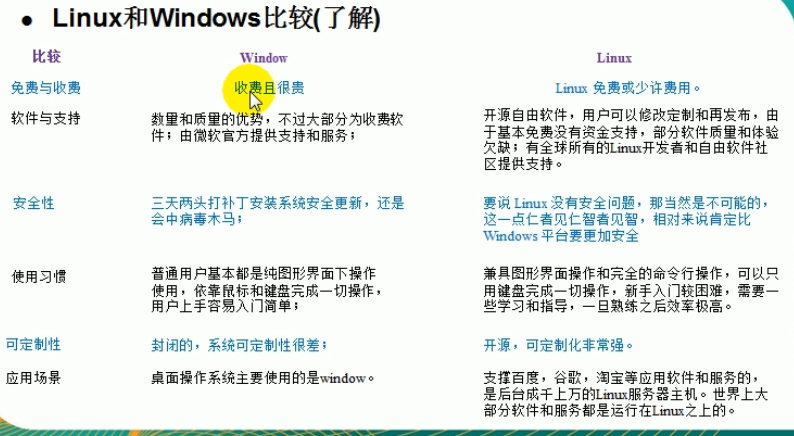 ● Linux和Windows比较(了解)
比较 Window Linux
免费与收费 收费且很贵 Linux 免费或少许费用。
软件与支持
数量和质量的优势，不过大部分为收费软
件；由微软官方提供支持和服务；
开源自由软件，用户可以修改定制和再发布，由
于基本免费没有资金支持，部分软件质量和体验
欠缺；有全球所有的Linux开发者和自由软件社
区提供支持。
安全性
三天两头打补丁安装系统安全更新，还是
会中病毒木马；
要说 Linux 没有安全问题，那当然是不可能的，
这一点仁者见仁智者见智，相对来说肯定比
Windows 平台要更加安全
使用习惯
普通用户基本都是纯图形界面下操作
使用，依靠鼠标和键盘完成一切操作，
用户上手容易入门简单；
兼具图形界面操作和完全的命令行操作，可以只
用键盘完成一切操作，新手入门较困难，需要一
些学习和指导，一旦熟练之后效率极高。
可定制性 封闭的，系统可定制性很差； 开源，可定制化非常强。
应用场景
桌面操作系统主要使用的是window。
支撑百度，谷歌，淘宝等应用软件和服务的，
是后台成千上万的Linux服务器主机。世界上大
部分软件和服务都是运行在Linux之上的。